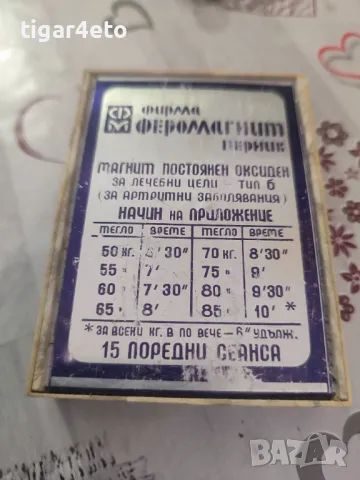 tigar4eto
ФМ
ФИРМА
ФЕРОМАГНИТ
ПЕРНИК
МАГНИТ ПОСТОЯНЕН ОКСИДЕН
ЗА ЛЕЧЕБНИ ЦЕЛИ - ТИП 6
(ЗА АРТРИТНИ ЗАБОЛЯВАНИЯ)
НАЧИН НА ПРИЛОЖЕНИЕ
ТЕГЛО ВРЕМЕ ТЕГЛО ВРЕМЕ
50 КГ. 6'30" 70 КГ. 8'30"
55 " 7' 75 " 9'
60 " 7'30" 80 " 9'30"
65 " 8' 85 " 10' *
* ЗА ВСЕКИ КГ. В ПО ВЕЧЕ - 6" УДЪЛЖ.
15 ПОРЕДНИ СЕАНСА
BAZAR